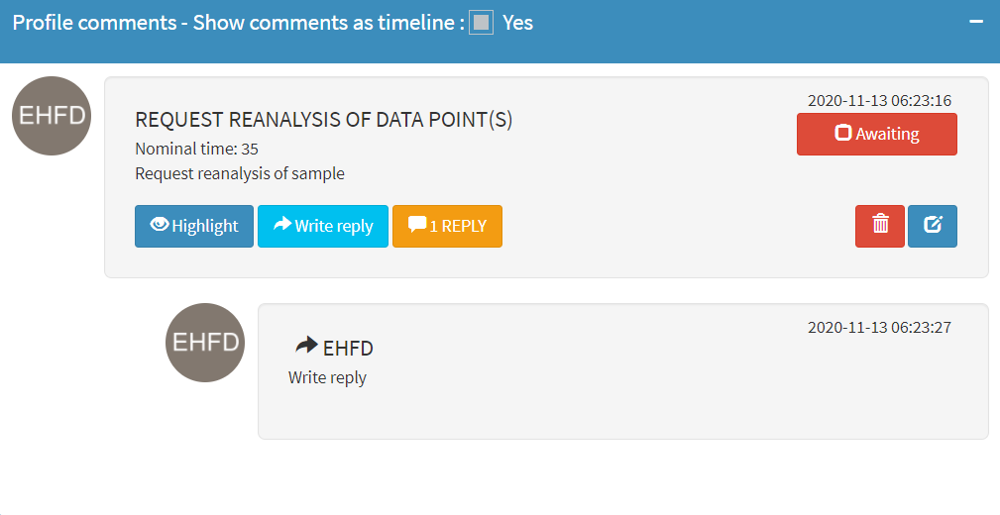 Profile comments - Show comments as timeline : Yes
EHFD
2020-11-13 06:23:16
REQUEST REANALYSIS OF DATA POINT(S)
Awaiting
Nominal time: 35
Request reanalysis of sample
Highlight
Write reply
1 REPLY
EHFD
2020-11-13 06:23:27
EHFD
Write reply